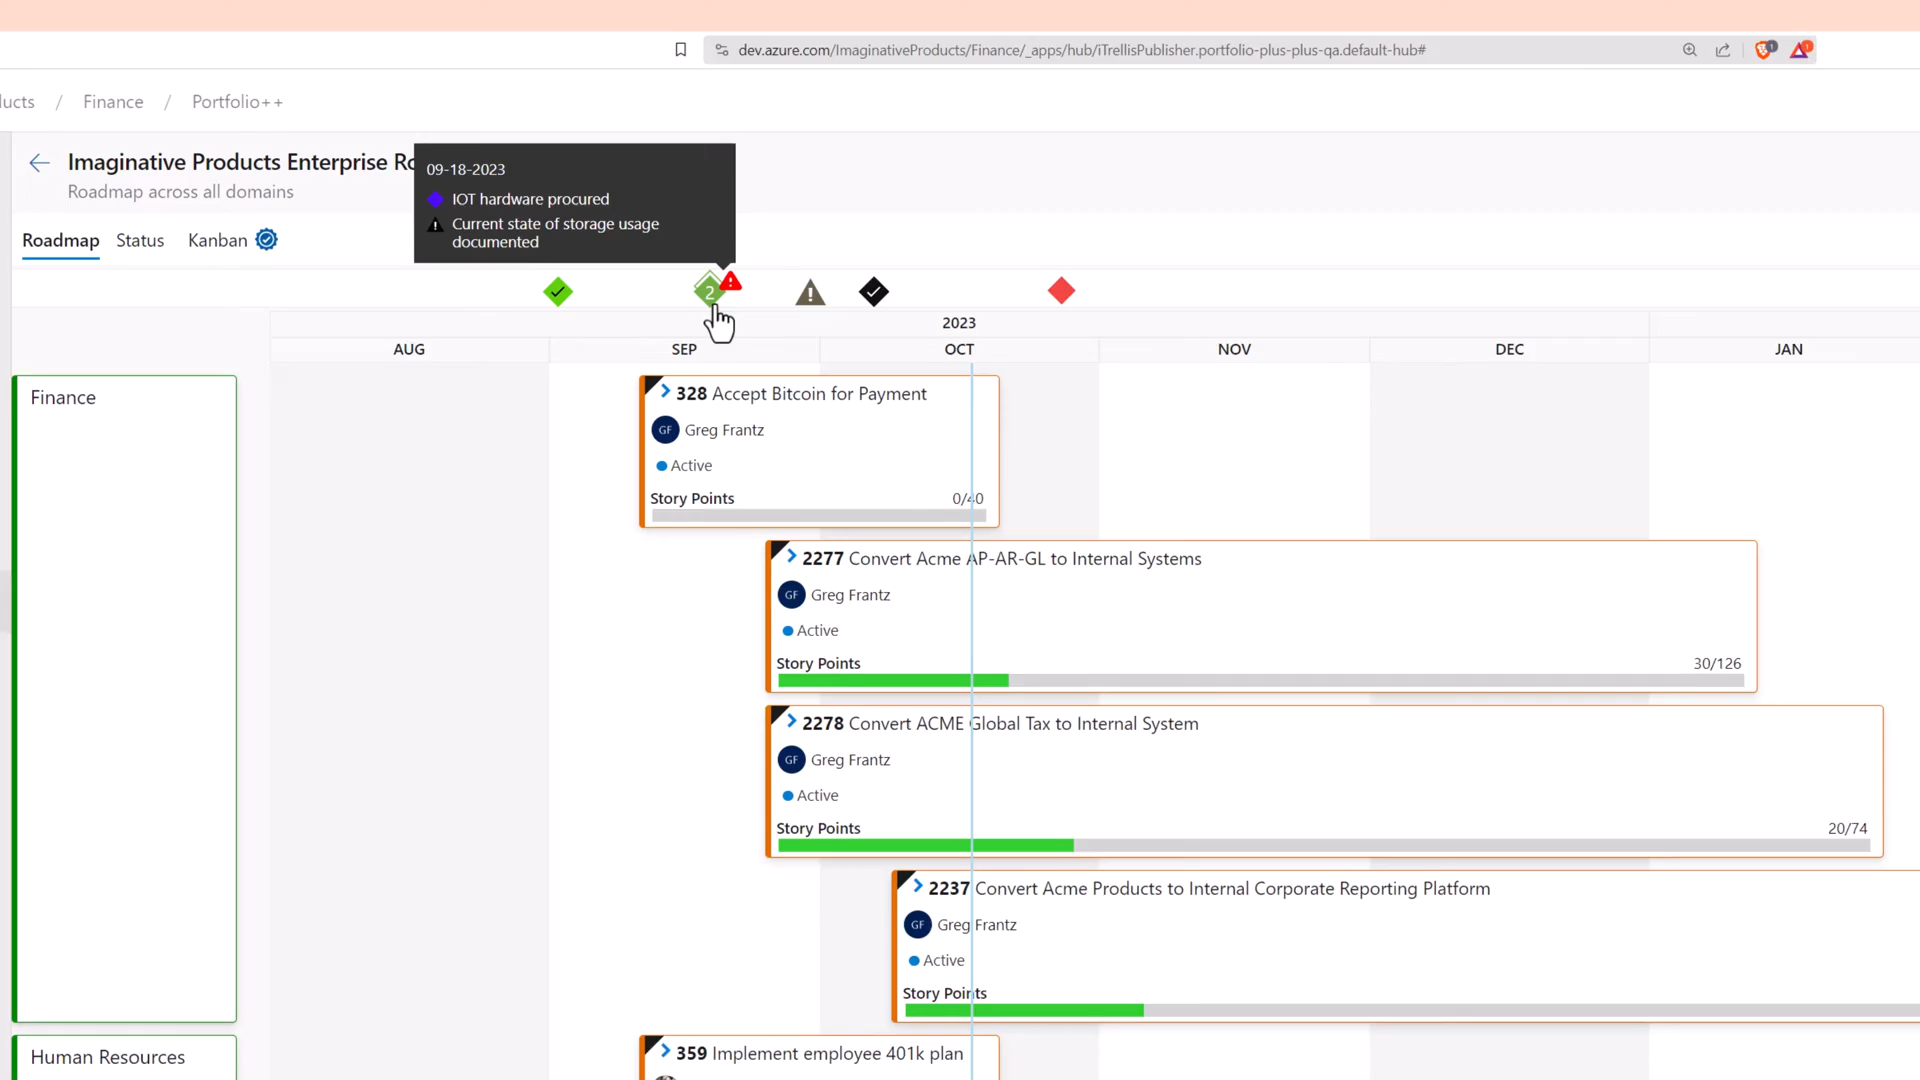 dev.azure.com/ImaginativeProducts/Finance/_apps/hub/iTrellisPublisher.portfolio-plus-plus-qa.default-hub#
1
1
ucts / Finance / Portfolio++
Imaginative Products Enterprise Ro
Roadmap across all domains
09-18-2023
IOT hardware procured
Current state of storage usage
documented
Roadmap Status Kanban
2
2023
AUG SEP OCT NOV DEC JAN
Finance
328 Accept Bitcoin for Payment
GF Greg Frantz
Active
Story Points 0/40
2277 Convert Acme AP-AR-GL to Internal Systems
GF Greg Frantz
Active
Story Points 30/126
2278 Convert ACME Global Tax to Internal System
GF Greg Frantz
Active
Story Points 20/74
2237 Convert Acme Products to Internal Corporate Reporting Platform
GF Greg Frantz
Active
Story Points
Human Resources
359 Implement employee 401k plan